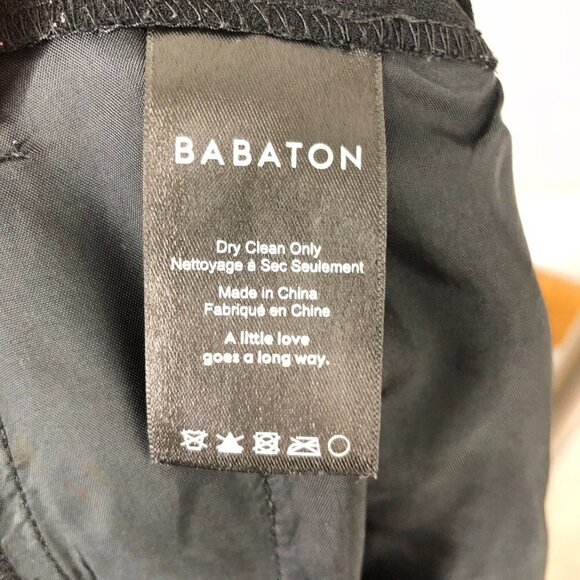 BABATON
Dry Clean Only
Nettoyage à Sec Seulement
Made in China
Fabriqué en Chine
A little love
goes a long way.